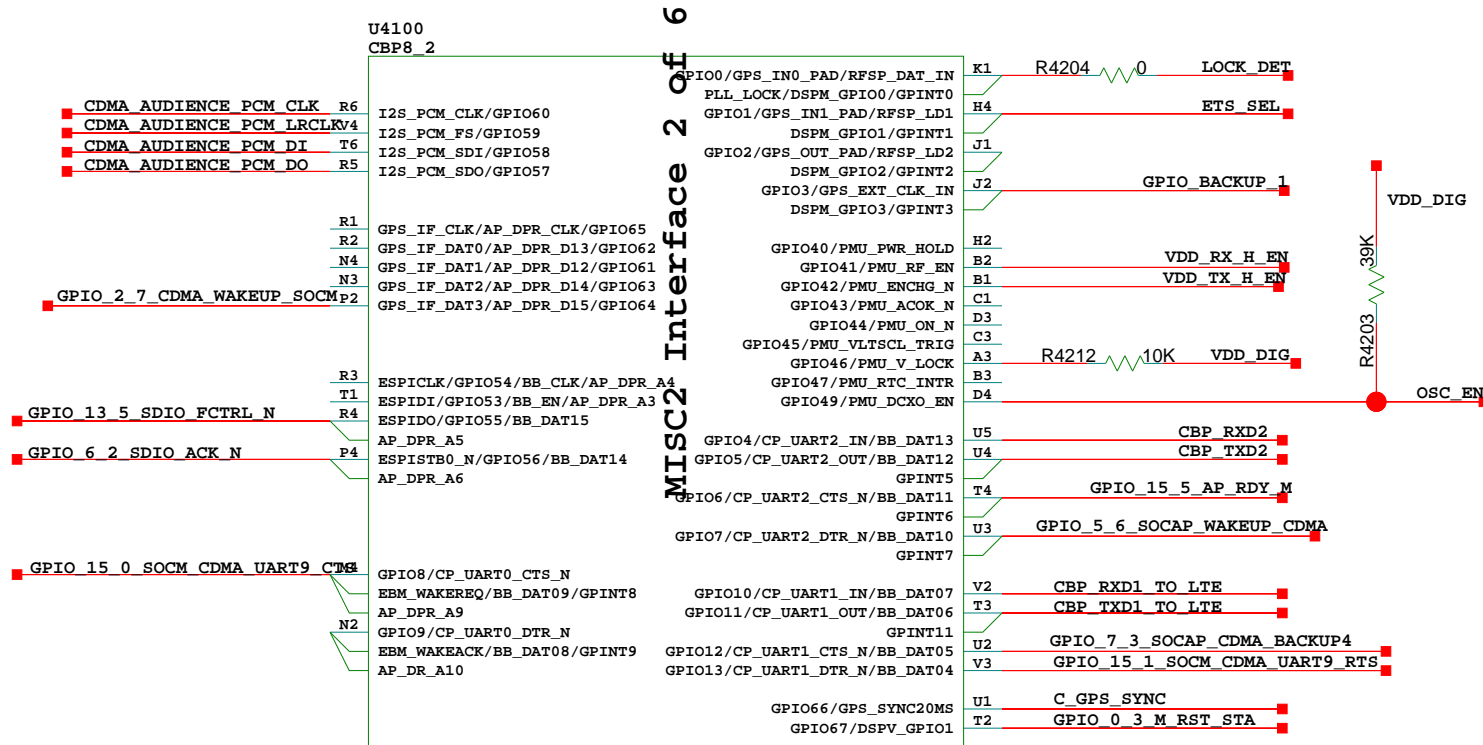 U4100
CBP8_2
MISC2 Interface 2 of 6
CDMA_AUDIENCE_PCM_CLK R6 I2S_PCM_CLK/GPIO60
CDMA_AUDIENCE_PCM_LRCLK V4 I2S_PCM_FS/GPIO59
CDMA_AUDIENCE_PCM_DI T6 I2S_PCM_SDI/GPIO58
CDMA_AUDIENCE_PCM_DO R5 I2S_PCM_SDO/GPIO57
R1 GPS_IF_CLK/AP_DPR_CLK/GPIO65
R2 GPS_IF_DAT0/AP_DPR_D13/GPIO62
N4 GPS_IF_DAT1/AP_DPR_D12/GPIO61
N3 GPS_IF_DAT2/AP_DPR_D14/GPIO63
GPIO_2_7_CDMA_WAKEUP_SOCM P2 GPS_IF_DAT3/AP_DPR_D15/GPIO64
R3 ESPICLK/GPIO54/BB_CLK/AP_DPR_A4
T1 ESPIDI/GPIO53/BB_EN/AP_DPR_A3
GPIO_13_5_SDIO_FCTRL_N R4 ESPIDO/GPIO55/BB_DAT15
AP_DPR_A5
GPIO_6_2_SDIO_ACK_N P4 ESPISTB0_N/GPIO56/BB_DAT14
AP_DPR_A6
GPIO_15_0_SOCM_CDMA_UART9_CTS M4 GPIO8/CP_UART0_CTS_N
EBM_WAKEREQ/BB_DAT09/GPINT8
AP_DPR_A9
N2 GPIO9/CP_UART0_DTR_N
EBM_WAKEACK/BB_DAT08/GPINT9
AP_DR_A10
GPIO0/GPS_IN0_PAD/RFSP_DAT_IN K1 R4204 0 LOCK_DET
PLL_LOCK/DSPM_GPIO0/GPINT0
GPIO1/GPS_IN1_PAD/RFSP_LD1 H4 ETS_SEL
DSPM_GPIO1/GPINT1
GPIO2/GPS_OUT_PAD/RFSP_LD2 J1
DSPM_GPIO2/GPINT2
GPIO3/GPS_EXT_CLK_IN J2 GPIO_BACKUP_1
DSPM_GPIO3/GPINT3
GPIO40/PMU_PWR_HOLD H2
GPIO41/PMU_RF_EN B2 VDD_RX_H_EN
GPIO42/PMU_ENCHG_N B1 VDD_TX_H_EN
GPIO43/PMU_ACOK_N C1
GPIO44/PMU_ON_N D3
GPIO45/PMU_VLTSCL_TRIG C3
GPIO46/PMU_V_LOCK A3 R4212 10K VDD_DIG
GPIO47/PMU_RTC_INTR B3
GPIO49/PMU_DCXO_EN D4 OSC_EN
VDD_DIG
39K
R4203
GPIO4/CP_UART2_IN/BB_DAT13 U5 CBP_RXD2
GPIO5/CP_UART2_OUT/BB_DAT12 U4 CBP_TXD2
GPINT5
GPIO6/CP_UART2_CTS_N/BB_DAT11 T4 GPIO_15_5_AP_RDY_M
GPINT6
GPIO7/CP_UART2_DTR_N/BB_DAT10 U3 GPIO_5_6_SOCAP_WAKEUP_CDMA
GPINT7
GPIO10/CP_UART1_IN/BB_DAT07 V2 CBP_RXD1_TO_LTE
GPIO11/CP_UART1_OUT/BB_DAT06 T3 CBP_TXD1_TO_LTE
GPINT11
GPIO12/CP_UART1_CTS_N/BB_DAT05 U2 GPIO_7_3_SOCAP_CDMA_BACKUP4
GPIO13/CP_UART1_DTR_N/BB_DAT04 V3 GPIO_15_1_SOCM_CDMA_UART9_RTS
GPIO66/GPS_SYNC20MS U1 C_GPS_SYNC
GPIO67/DSPV_GPIO1 T2 GPIO_0_3_M_RST_STA